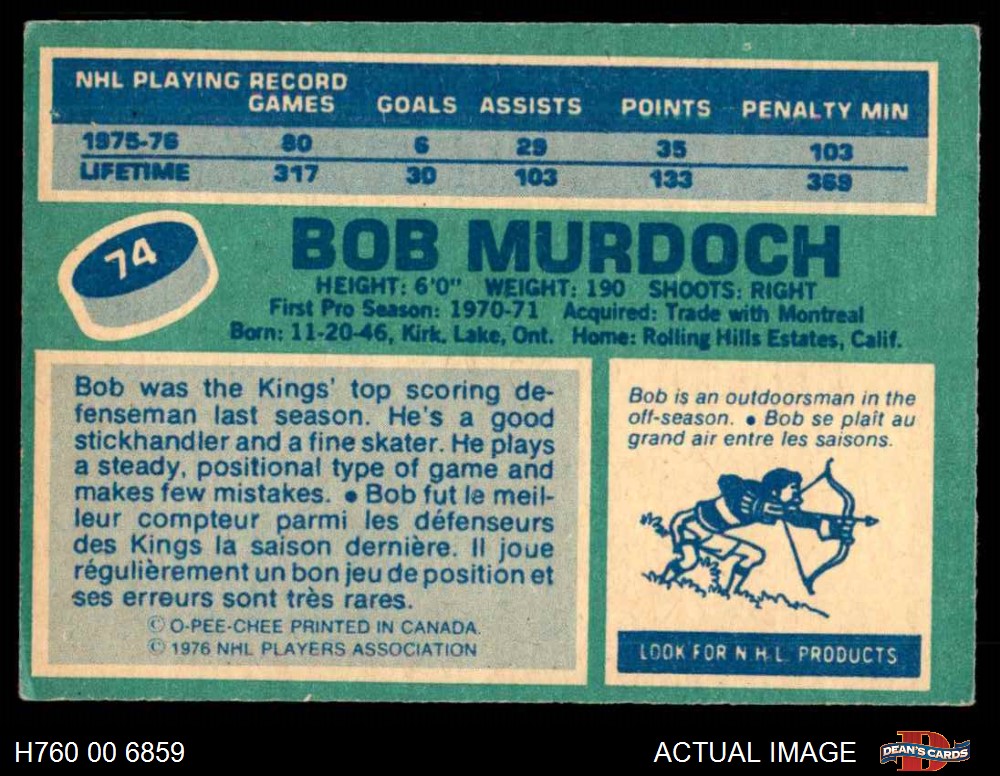 NHL PLAYING RECORD
GAMES GOALS ASSISTS POINTS PENALTY MIN
1975-76 80 6 29 35 103
LIFETIME 317 30 103 133 369
74
BOB MURDOCH
HEIGHT: 6'0" WEIGHT: 190 SHOOTS: RIGHT
First Pro Season: 1970-71 Acquired: Trade with Montreal
Born: 11-20-46, Kirk. Lake, Ont. Home: Rolling Hills Estates, Calif.
Bob was the Kings' top scoring de-
fenseman last season. He's a good
stickhandler and a fine skater. He plays
a steady, positional type of game and
makes few mistakes. • Bob fut le meil-
leur compteur parmi les défenseurs
des Kings la saison dernière. Il joue
régulièrement un bon jeu de position et
ses erreurs sont très rares.
© O-PEE-CHEE PRINTED IN CANADA.
© 1976 NHL PLAYERS ASSOCIATION
Bob is an outdoorsman in the
off-season. • Bob se plaît au
grand air entre les saisons.
LOOK FOR N.H.L. PRODUCTS
H760 00 6859
ACTUAL IMAGE
D
DEAN'S CARDS